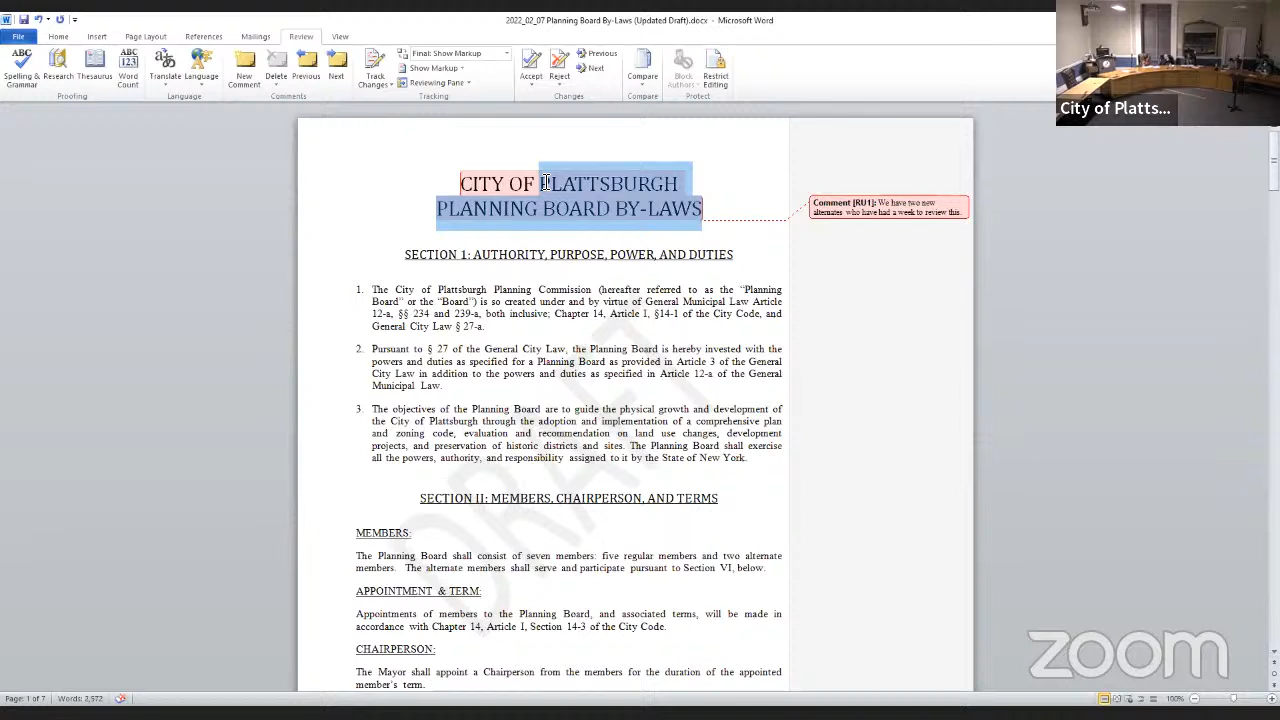 2022_02_07 Planning Board By-Laws (Updated Draft).docx - Microsoft Word
File Home Insert Page Layout References Mailings Review View
Spelling & Grammar Research Thesaurus Word Count Translate Language New Comment Delete Previous Next Track Changes Final: Show Markup Show Markup Reviewing Pane Accept Reject Previous Next Compare Block Authors Restrict Editing
Proofing Language Comments Tracking Changes Compare Protect
City of Platts...
CITY OF PLATTSBURGH
PLANNING BOARD BY-LAWS
Comment [RU1]: We have two new
alternates who have had a week to review this.
SECTION 1: AUTHORITY, PURPOSE, POWER, AND DUTIES
1. The City of Plattsburgh Planning Commission (hereafter referred to as the "Planning
Board" or the "Board") is so created under and by virtue of General Municipal Law Article
12-a, §§ 234 and 239-a, both inclusive; Chapter 14, Article I, §14-1 of the City Code, and
General City Law § 27-a.
2. Pursuant to § 27 of the General City Law, the Planning Board is hereby invested with the
powers and duties as specified for a Planning Board as provided in Article 3 of the General
City Law in addition to the powers and duties as specified in Article 12-a of the General
Municipal Law.
3. The objectives of the Planning Board are to guide the physical growth and development of
the City of Plattsburgh through the adoption and implementation of a comprehensive plan
and zoning code, evaluation and recommendation on land use changes, development
projects, and preservation of historic districts and sites. The Planning Board shall exercise
all the powers, authority, and responsibility assigned to it by the State of New York.
SECTION II: MEMBERS, CHAIRPERSON, AND TERMS
MEMBERS:
The Planning Board shall consist of seven members: five regular members and two alternate
members. The alternate members shall serve and participate pursuant to Section VI, below.
APPOINTMENT & TERM:
Appointments of members to the Planning Board, and associated terms, will be made in
accordance with Chapter 14, Article I, Section 14-3 of the City Code.
CHAIRPERSON:
The Mayor shall appoint a Chairperson from the members for the duration of the appointed
member's term.
DRAFT
zoom
Page: 1 of 7 Words: 2,572 100%